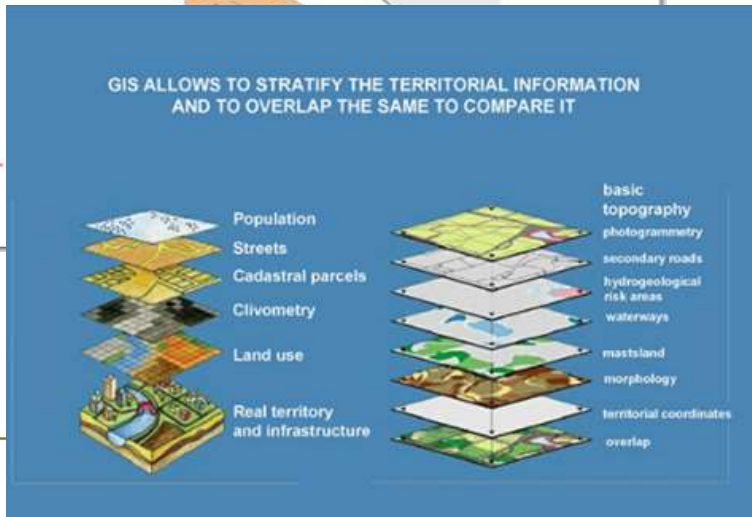 GIS ALLOWS TO STRATIFY THE TERRITORIAL INFORMATION
AND TO OVERLAP THE SAME TO COMPARE IT
Population
Streets
Cadastral parcels
Clivometry
Land use
Real territory
and infrastructure
basic
topography
photogrammetry
secondary roads
hydrogeological
risk areas
waterways
mastsland
morphology
territorial coordinates
overlap